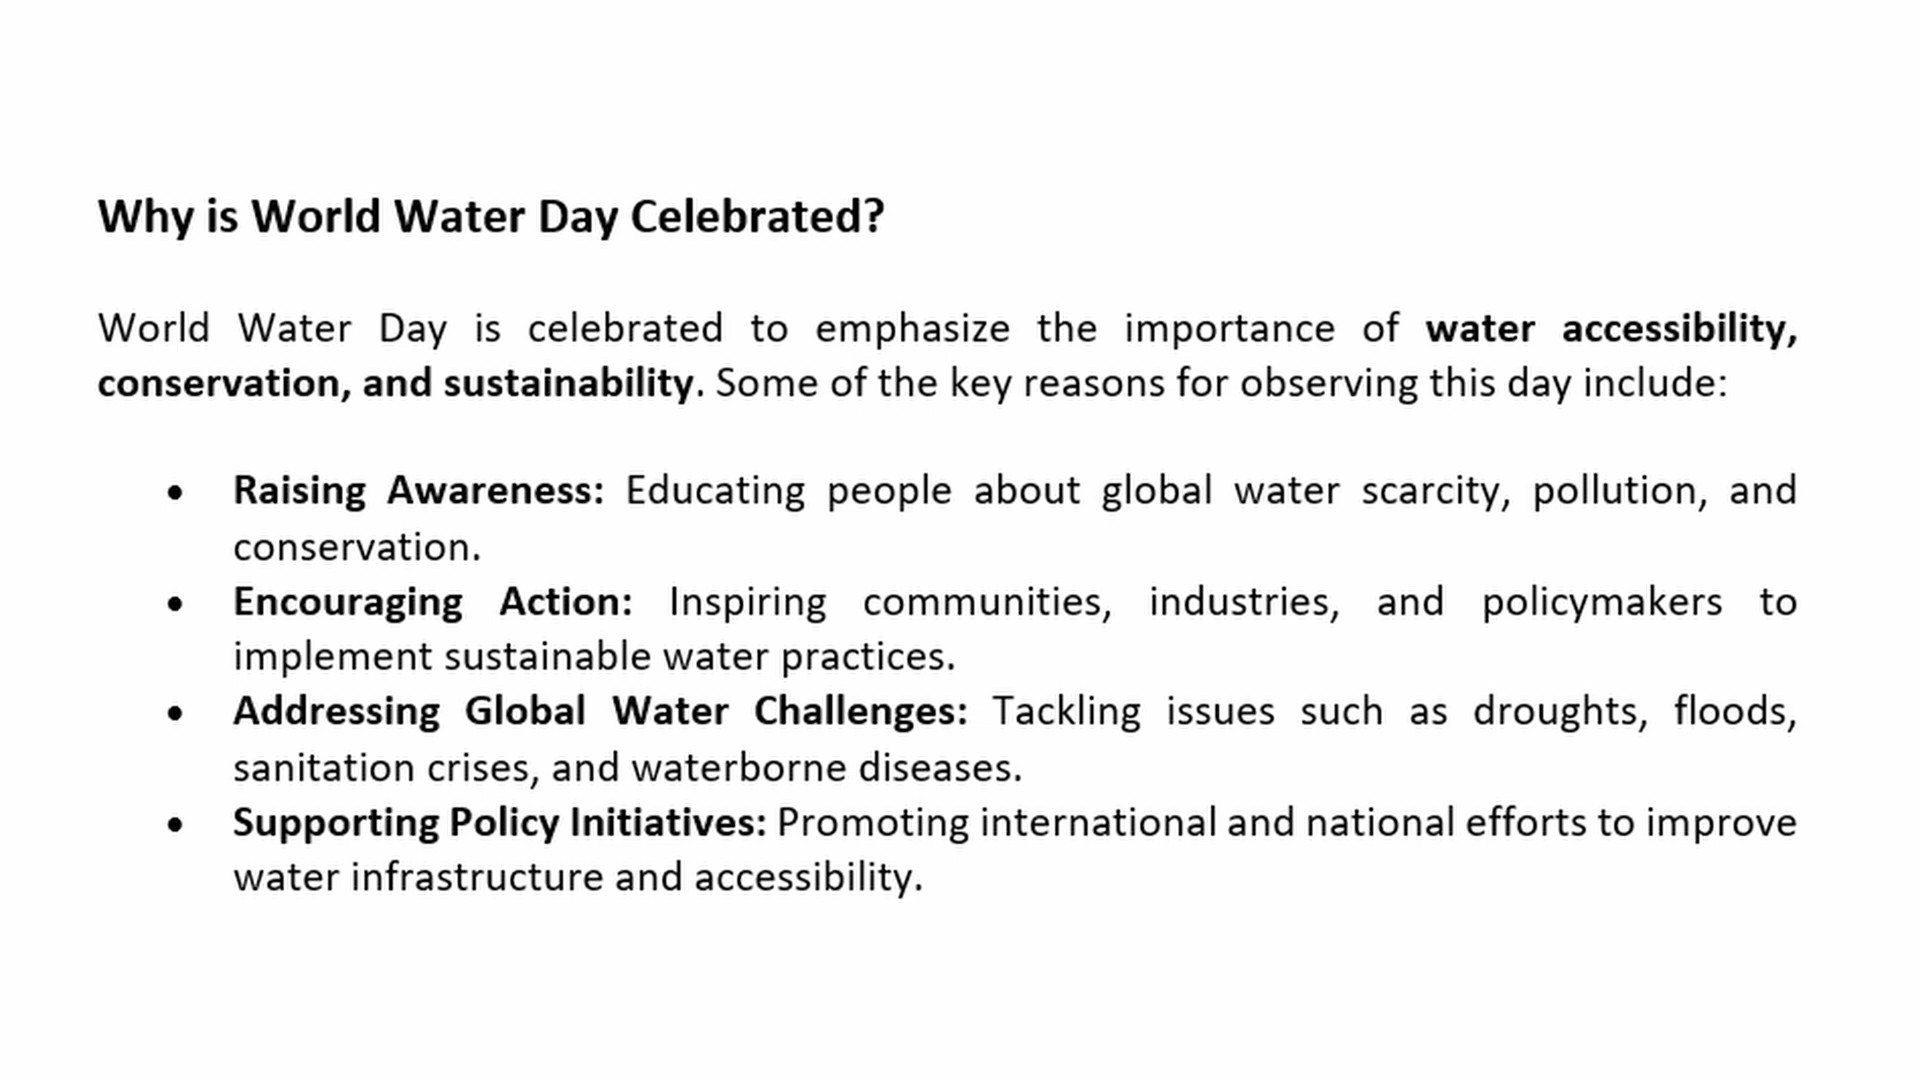 Why is World Water Day Celebrated?
World Water Day is celebrated to emphasize the importance of water accessibility,
conservation, and sustainability. Some of the key reasons for observing this day include:
• Raising Awareness: Educating people about global water scarcity, pollution, and
conservation.
• Encouraging Action: Inspiring communities, industries, and policymakers to
implement sustainable water practices.
• Addressing Global Water Challenges: Tackling issues such as droughts, floods,
sanitation crises, and waterborne diseases.
• Supporting Policy Initiatives: Promoting international and national efforts to improve
water infrastructure and accessibility.